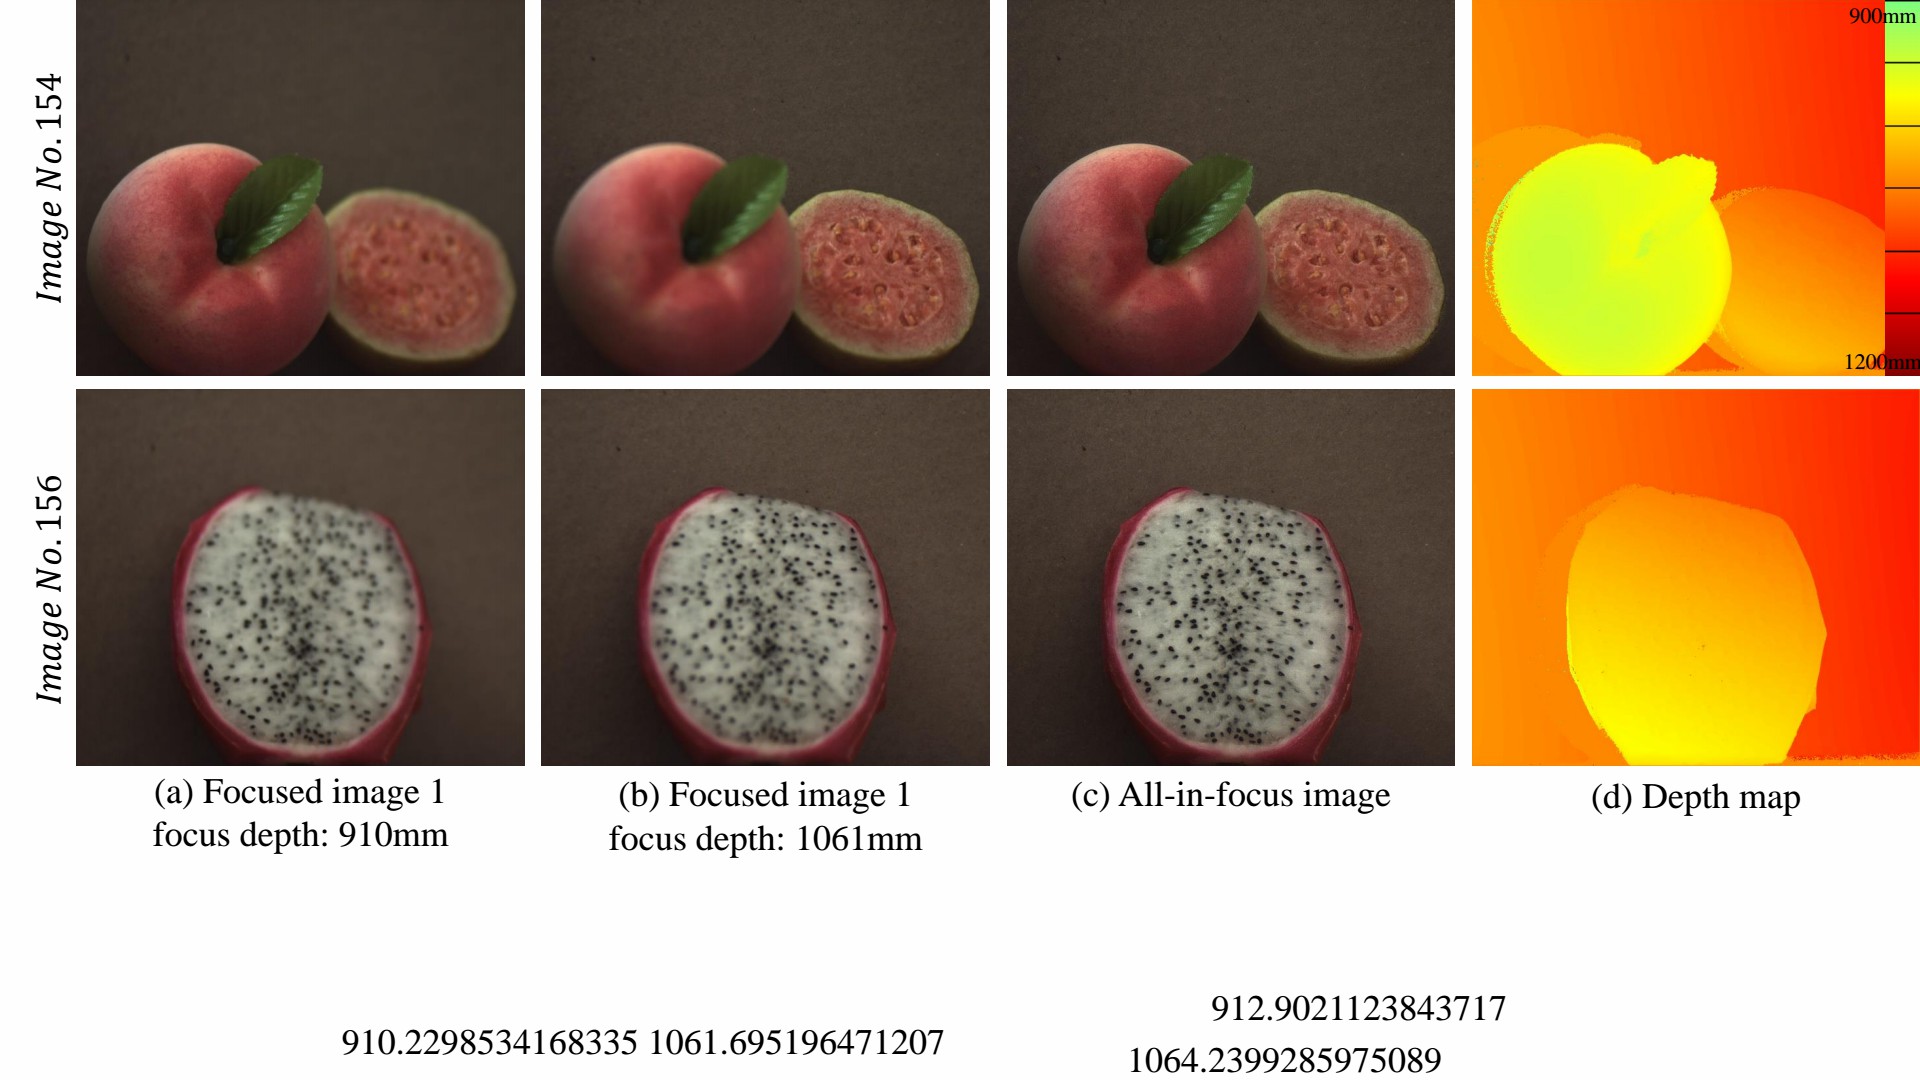 Image No. 154
900mm
1200mm
Image No. 156
(a) Focused image 1
focus depth: 910mm
(b) Focused image 1
focus depth: 1061mm
(c) All-in-focus image
(d) Depth map
912.9021123843717
910.2298534168335 1061.695196471207
1064.2399285975089